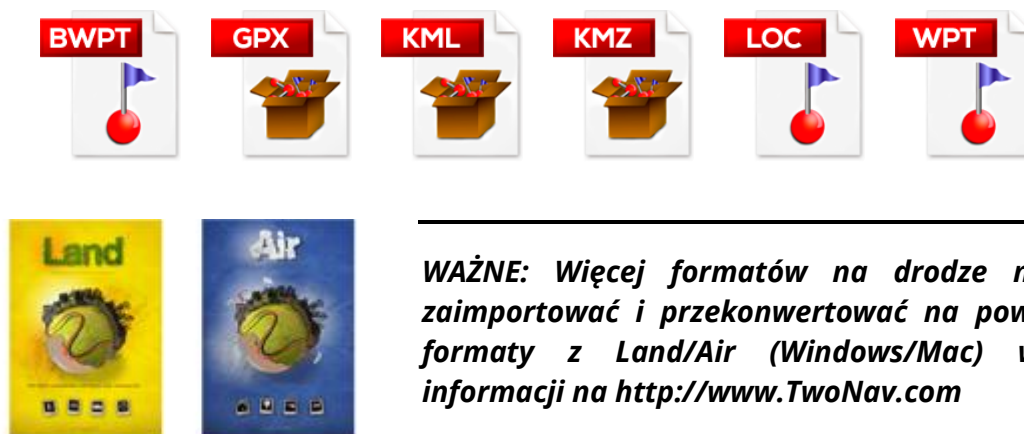 BWPT GPX KML KMZ LOC WPT
Land Air
WAŻNE: Więcej formatów na drodze
zaimportować i przekonwertować na
formaty z Land/Air (Windows/Mac)
informacji na http://www.TwoNav.com